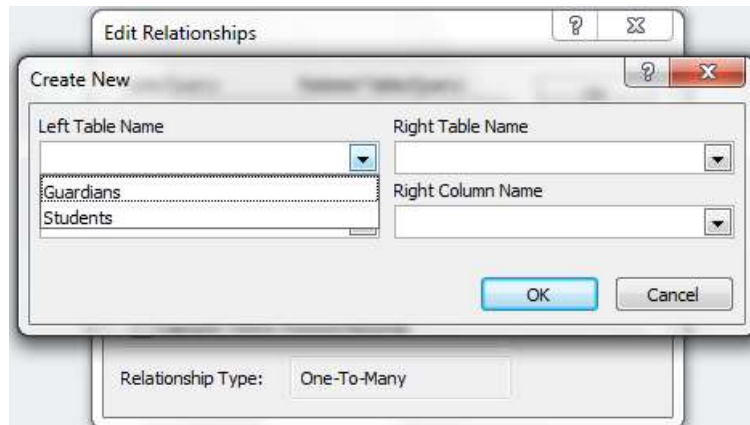 Edit Relationships
Create New
Left Table Name
Right Table Name
Guardians
Students
Right Column Name
OK
Cancel
Relationship Type:
One-To-Many